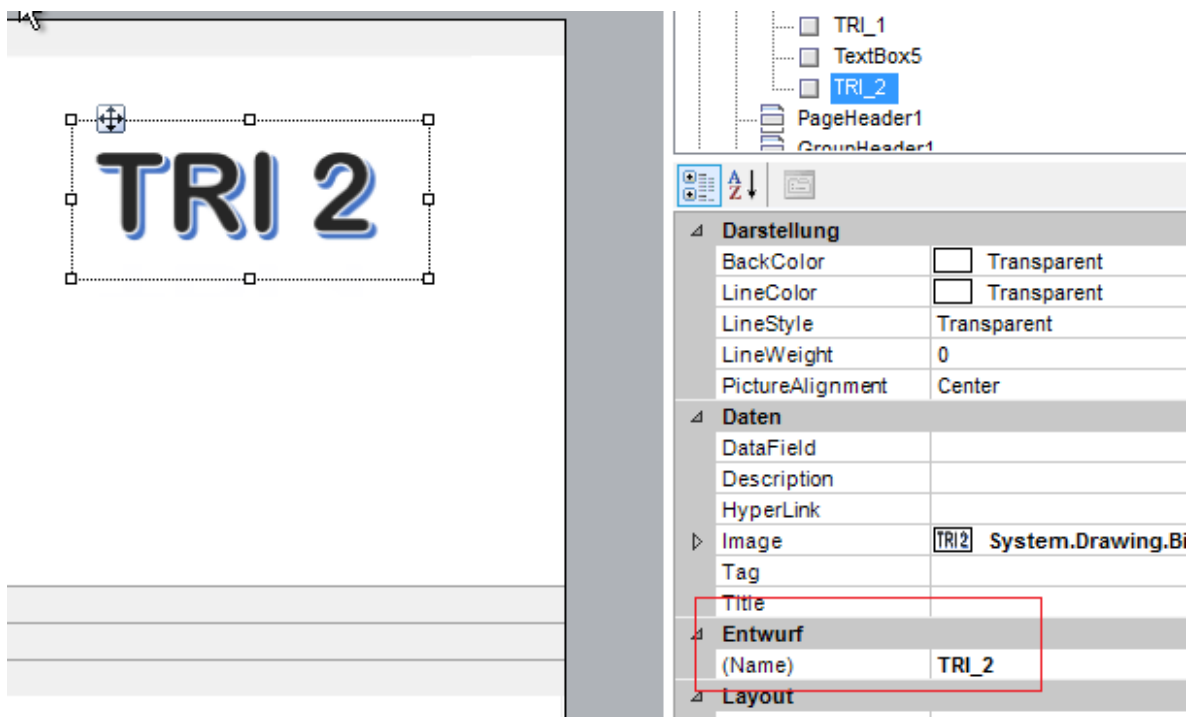 TRI 2
TRI_1
TextBox5
TRI_2
PageHeader1
GroupHeader1
A
Z
Darstellung
BackColor Transparent
LineColor Transparent
LineStyle Transparent
LineWeight 0
PictureAlignment Center
Daten
DataField
Description
HyperLink
Image TRI 2 System.Drawing.Bi
Tag
Title
Entwurf
(Name) TRI_2
Layout